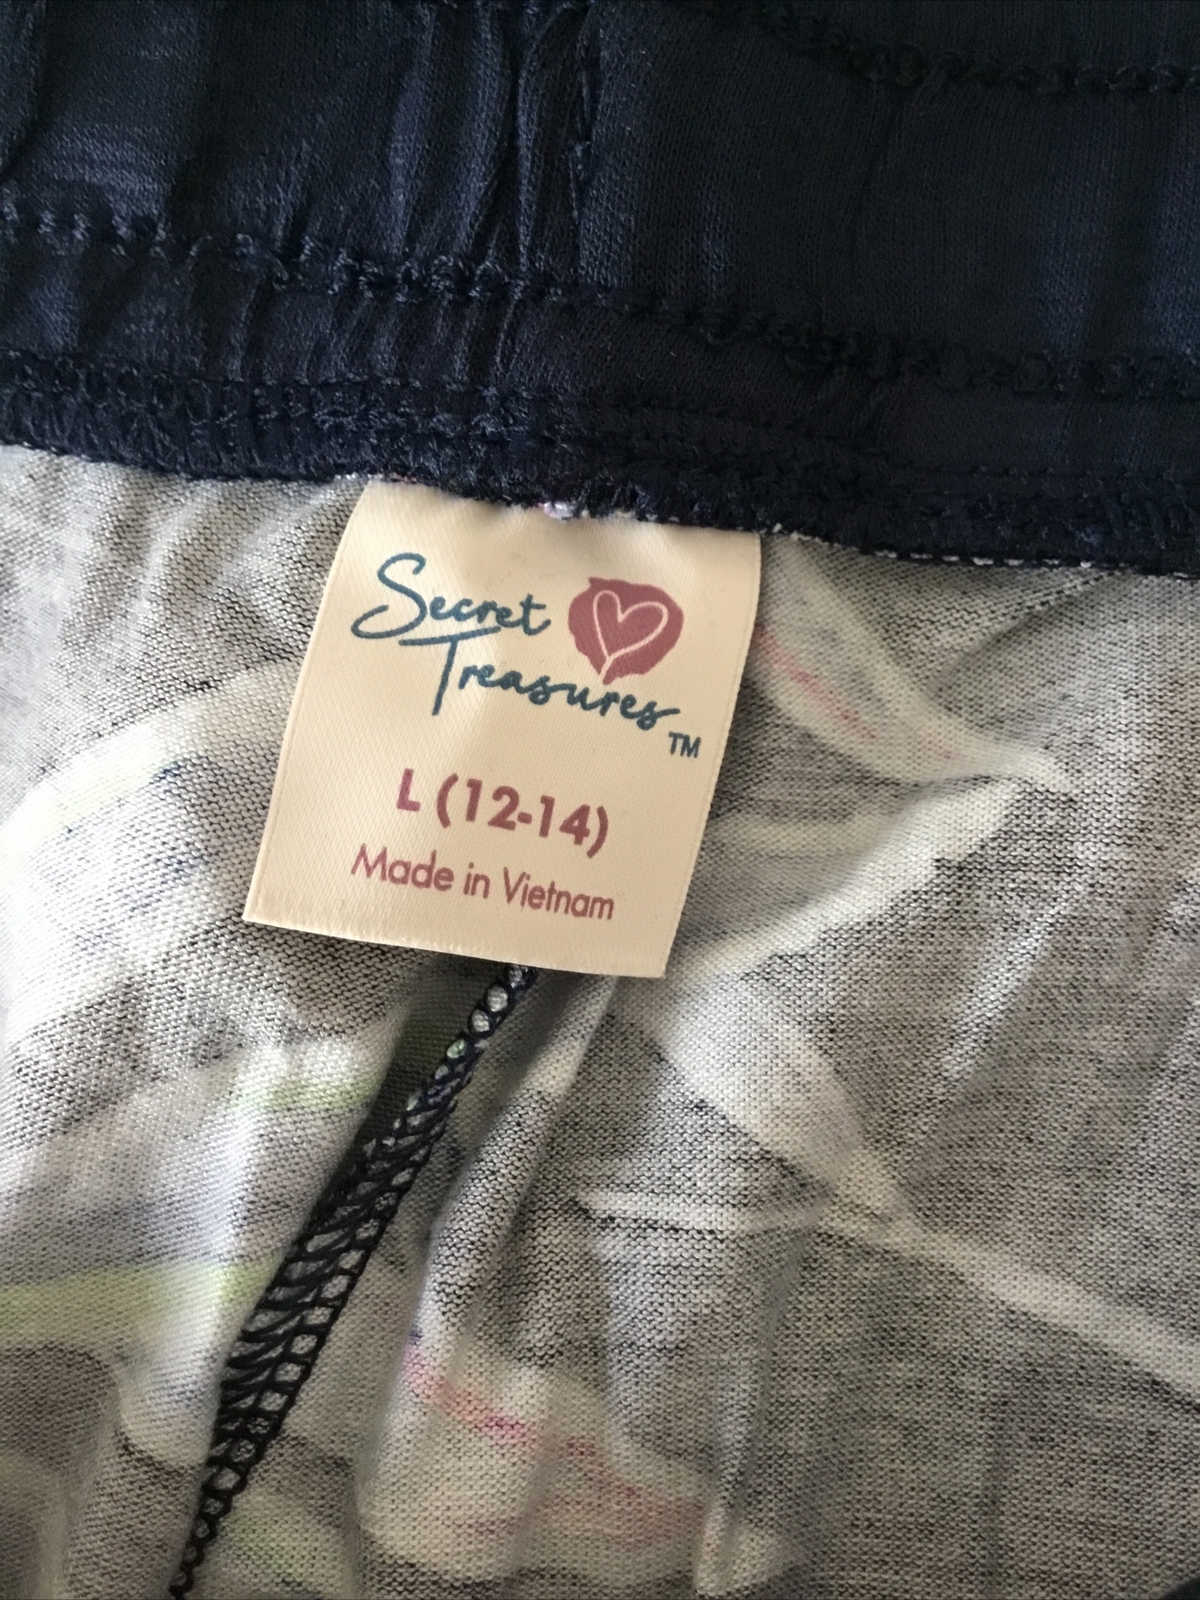 Secret
Treasures
TM
L (12-14)
Made in Vietnam